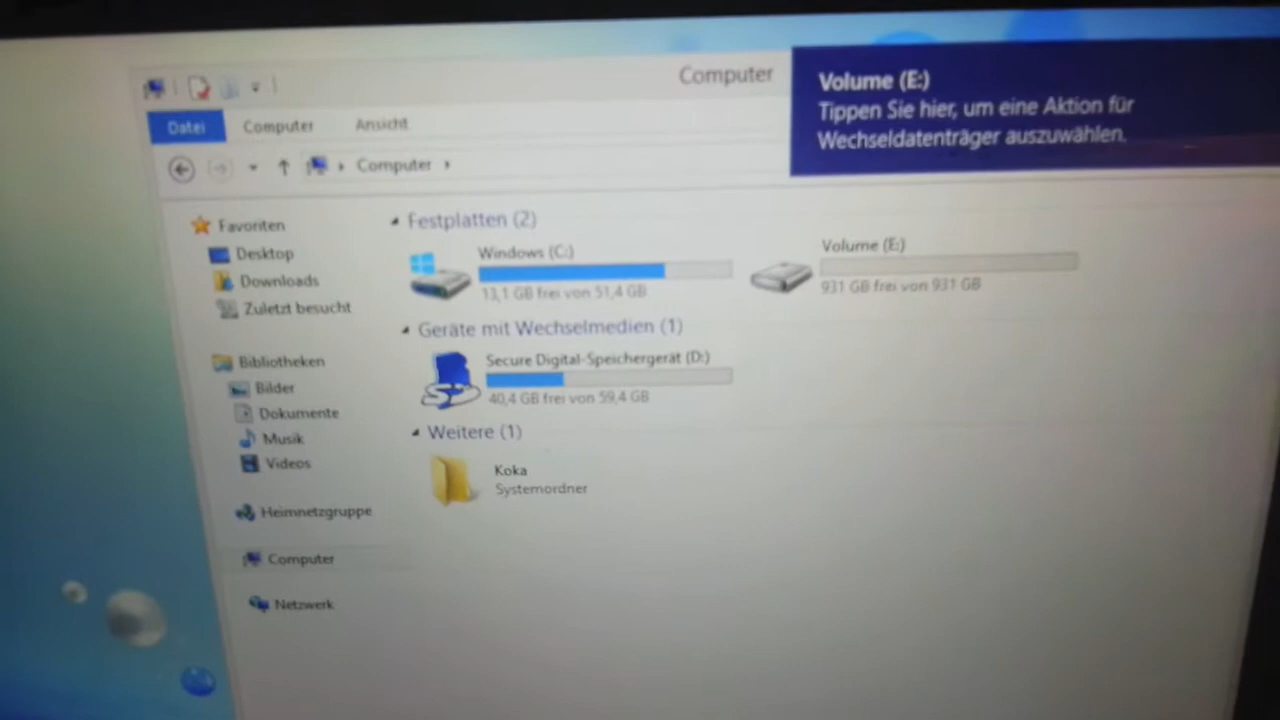 Computer
Volume (E:)
Tippen Sie hier, um eine Aktion für
Wechseldatenträger auszuwählen.
Datei
Computer
Ansicht
Computer
Favoriten
Desktop
Downloads
Zuletzt besucht
Bibliotheken
Bilder
Dokumente
Musik
Videos
Heimnetzgruppe
Computer
Netzwerk
Festplatten (2)
Windows (C:)
13,1 GB frei von 51,4 GB
Volume (E:)
931 GB frei von 931 GB
Geräte mit Wechselmedien (1)
Secure Digital-Speichergerät (D:)
40,4 GB frei von 59,4 GB
Weitere (1)
Koka
Systemordner